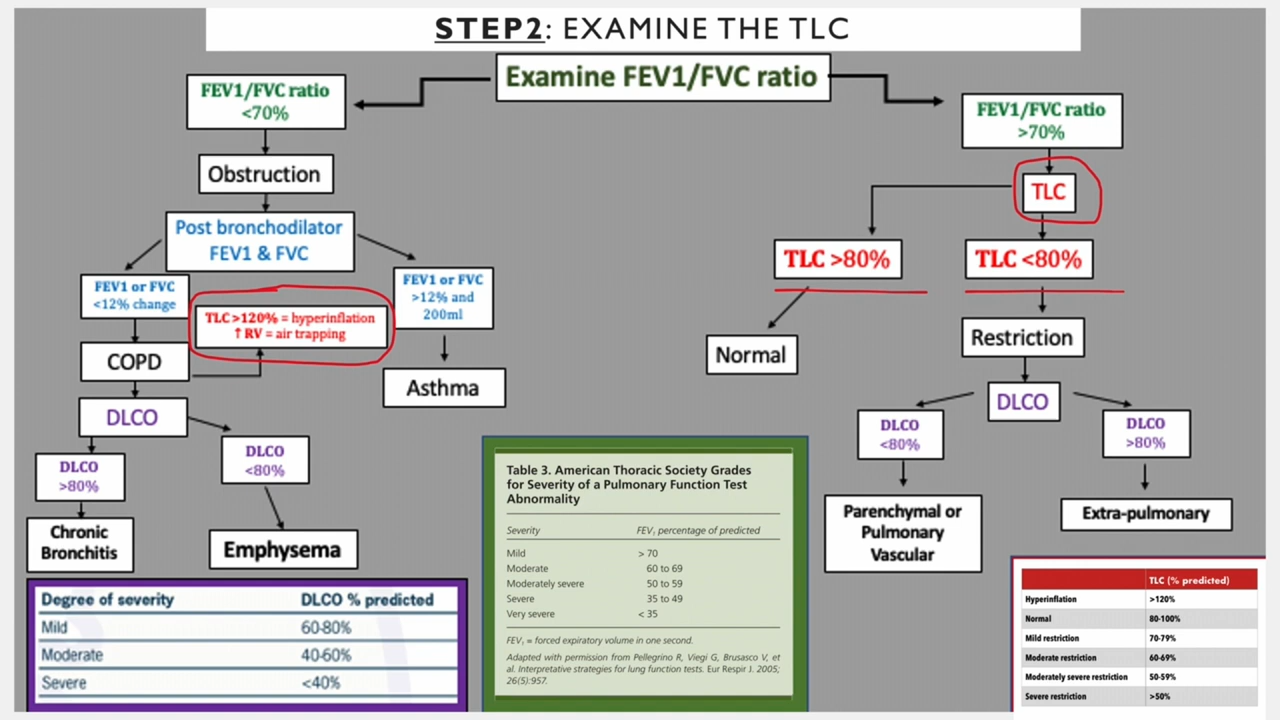 STEP2: EXAMINE THE TLC
Examine FEV1/FVC ratio
FEV1/FVC ratio
<70%
Obstruction
Post bronchodilator
FEV1 & FVC
FEV1 or FVC
<12% change
FEV1 or FVC
>12% and
200ml
TLC >120% = hyperinflation
↑ RV = air trapping
COPD
Asthma
DLCO
DLCO
>80%
DLCO
<80%
Chronic
Bronchitis
Emphysema
FEV1/FVC ratio
>70%
TLC
TLC >80%
TLC <80%
Normal
Restriction
DLCO
DLCO
<80%
DLCO
>80%
Parenchymal or
Pulmonary
Vascular
Extra-pulmonary
Degree of severity DLCO % predicted
Mild 60-80%
Moderate 40-60%
Severe <40%
Table 3. American Thoracic Society Grades
for Severity of a Pulmonary Function Test
Abnormality
Severity FEV1 percentage of predicted
Mild > 70
Moderate 60 to 69
Moderately severe 50 to 59
Severe 35 to 49
Very severe < 35
FEV1 = forced expiratory volume in one second.
Adapted with permission from Pellegrino R, Viegi G, Brusasco V, et
al. Interpretative strategies for lung function tests. Eur Respir J. 2005;
26(5):957.
TLC (% predicted)
Hyperinflation >120%
Normal 80-100%
Mild restriction 70-79%
Moderate restriction 60-69%
Moderately severe restriction 50-59%
Severe restriction >50%